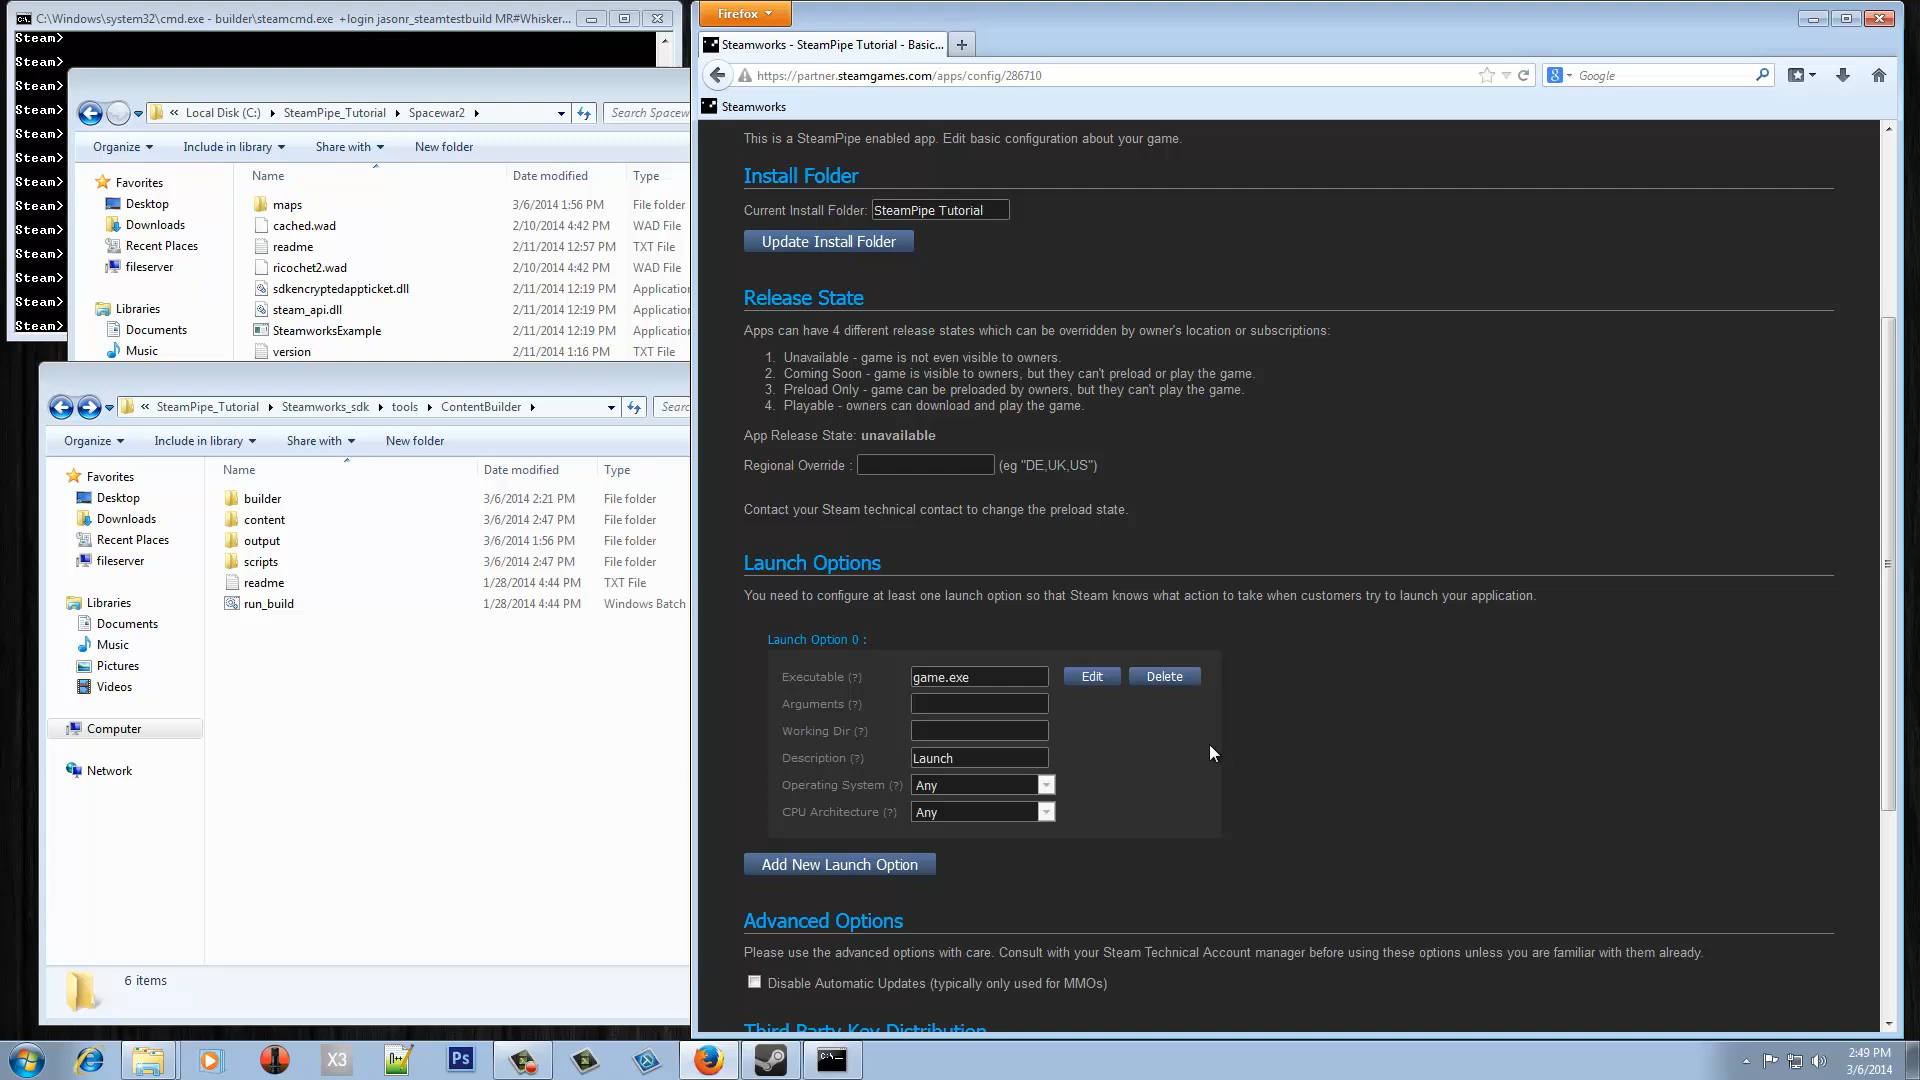 C:\Windows\system32\cmd.exe - builder\steamcmd.exe +login jasonr_steamtestbuild MR#Whisker...
Steam>
Steam>
Steam>
Steam>
Steam>
Steam>
Steam>
Steam>
Steam>
Steam>
Steam>
Steam>
Steam>
« Local Disk (C:) SteamPipe_Tutorial Spacewar2 Search Spacew
Organize Include in library Share with New folder
Favorites
Desktop
Downloads
Recent Places
fileserver
Libraries
Documents
Music
Name Date modified Type
maps 3/6/2014 1:56 PM File folder
cached.wad 2/10/2014 4:42 PM WAD File
readme 2/11/2014 12:57 PM TXT File
ricochet2.wad 2/10/2014 4:42 PM WAD File
sdkencryptedappticket.dll 2/11/2014 12:19 PM Application
steam_api.dll 2/11/2014 12:19 PM Application
SteamworksExample 2/11/2014 12:19 PM Application
version 2/11/2014 1:16 PM TXT File
« SteamPipe_Tutorial Steamworks_sdk tools ContentBuilder Searc
Organize Include in library Share with New folder
Favorites
Desktop
Downloads
Recent Places
fileserver
Libraries
Documents
Music
Pictures
Videos
Computer
Network
Name Date modified Type
builder 3/6/2014 2:21 PM File folder
content 3/6/2014 2:47 PM File folder
output 3/6/2014 1:56 PM File folder
scripts 3/6/2014 2:47 PM File folder
readme 1/28/2014 4:44 PM TXT File
run_build 1/28/2014 4:44 PM Windows Batch
6 items
Firefox
Steamworks - SteamPipe Tutorial - Basic...
https://partner.steamgames.com/apps/config/286710
Google
Steamworks
This is a SteamPipe enabled app. Edit basic configuration about your game.
Install Folder
Current Install Folder: SteamPipe Tutorial
Update Install Folder
Release State
Apps can have 4 different release states which can be overridden by owner's location or subscriptions:
1. Unavailable - game is not even visible to owners.
2. Coming Soon - game is visible to owners, but they can't preload or play the game.
3. Preload Only - game can be preloaded by owners, but they can't play the game.
4. Playable - owners can download and play the game.
App Release State: unavailable
Regional Override : (eg "DE,UK,US")
Contact your Steam technical contact to change the preload state.
Launch Options
You need to configure at least one launch option so that Steam knows what action to take when customers try to launch your application.
Launch Option 0 :
Executable (?) game.exe Edit Delete
Arguments (?)
Working Dir (?)
Description (?) Launch
Operating System (?) Any
CPU Architecture (?) Any
Add New Launch Option
Advanced Options
Please use the advanced options with care. Consult with your Steam Technical Account manager before using these options unless you are familiar with them already.
Disable Automatic Updates (typically only used for MMOs)
Third Party Key Distribution
X3
Ps
2:49 PM
3/6/2014